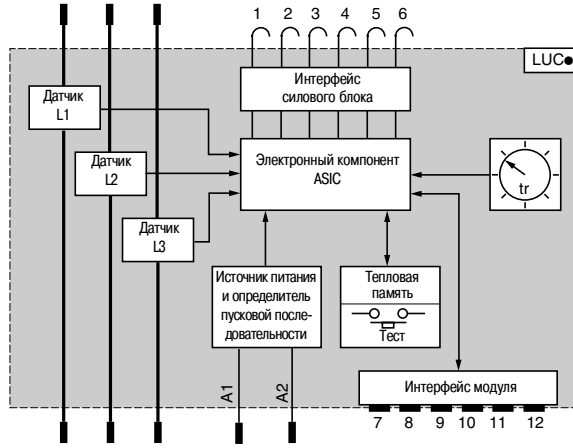 1 2 3 4 5 6
LUC●
Интерфейс
силового блока
Датчик
L1
Датчик
L2
Датчик
L3
Электронный компонент
ASIC
tr
Источник питания
и определитель
пусковой после-
довательности
Тепловая
память
Тест
A1
A2
Интерфейс модуля
7 8 9 10 11 12